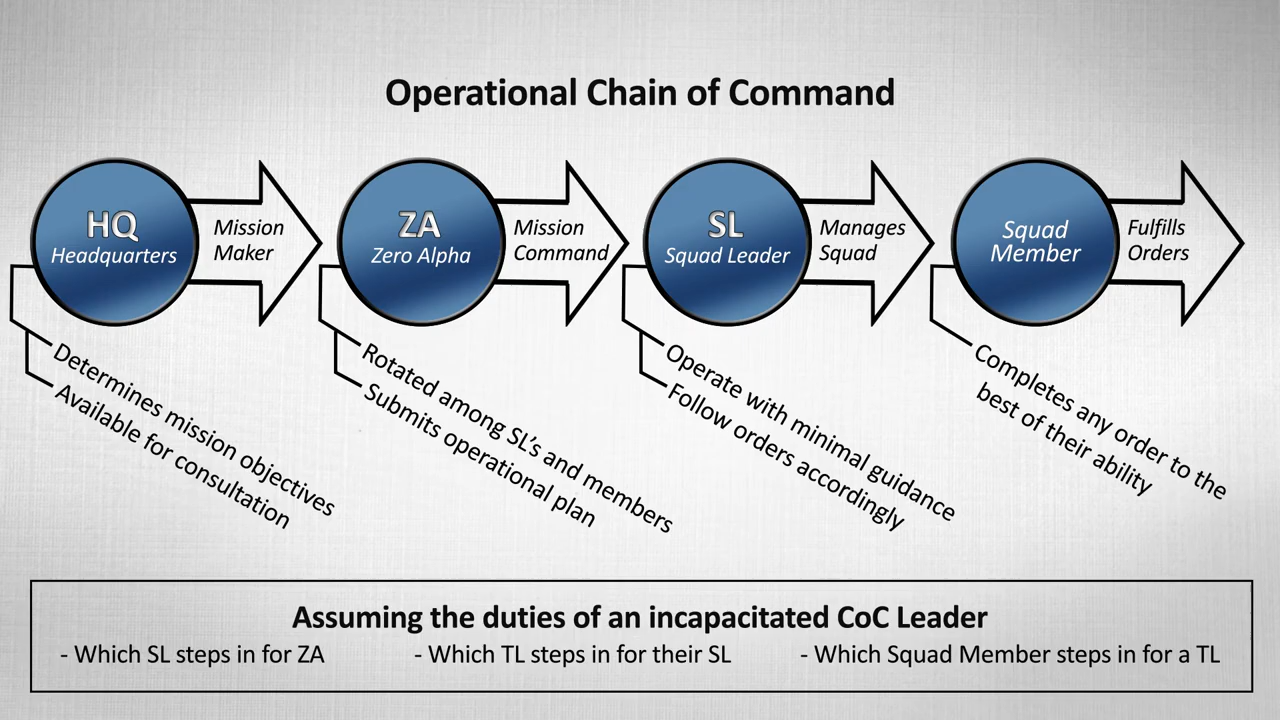 Operational Chain of Command
HQ
Headquarters
Mission
Maker
ZA
Zero Alpha
Mission
Command
SL
Squad Leader
Manages
Squad
Squad
Member
Fulfills
Orders
Determines mission objectives
Available for consultation
Rotated among SL's and members
Submits operational plan
Operate with minimal guidance
Follow orders accordingly
Completes any order to the
best of their ability
Assuming the duties of an incapacitated CoC Leader
- Which SL steps in for ZA
- Which TL steps in for their SL
- Which Squad Member steps in for a TL